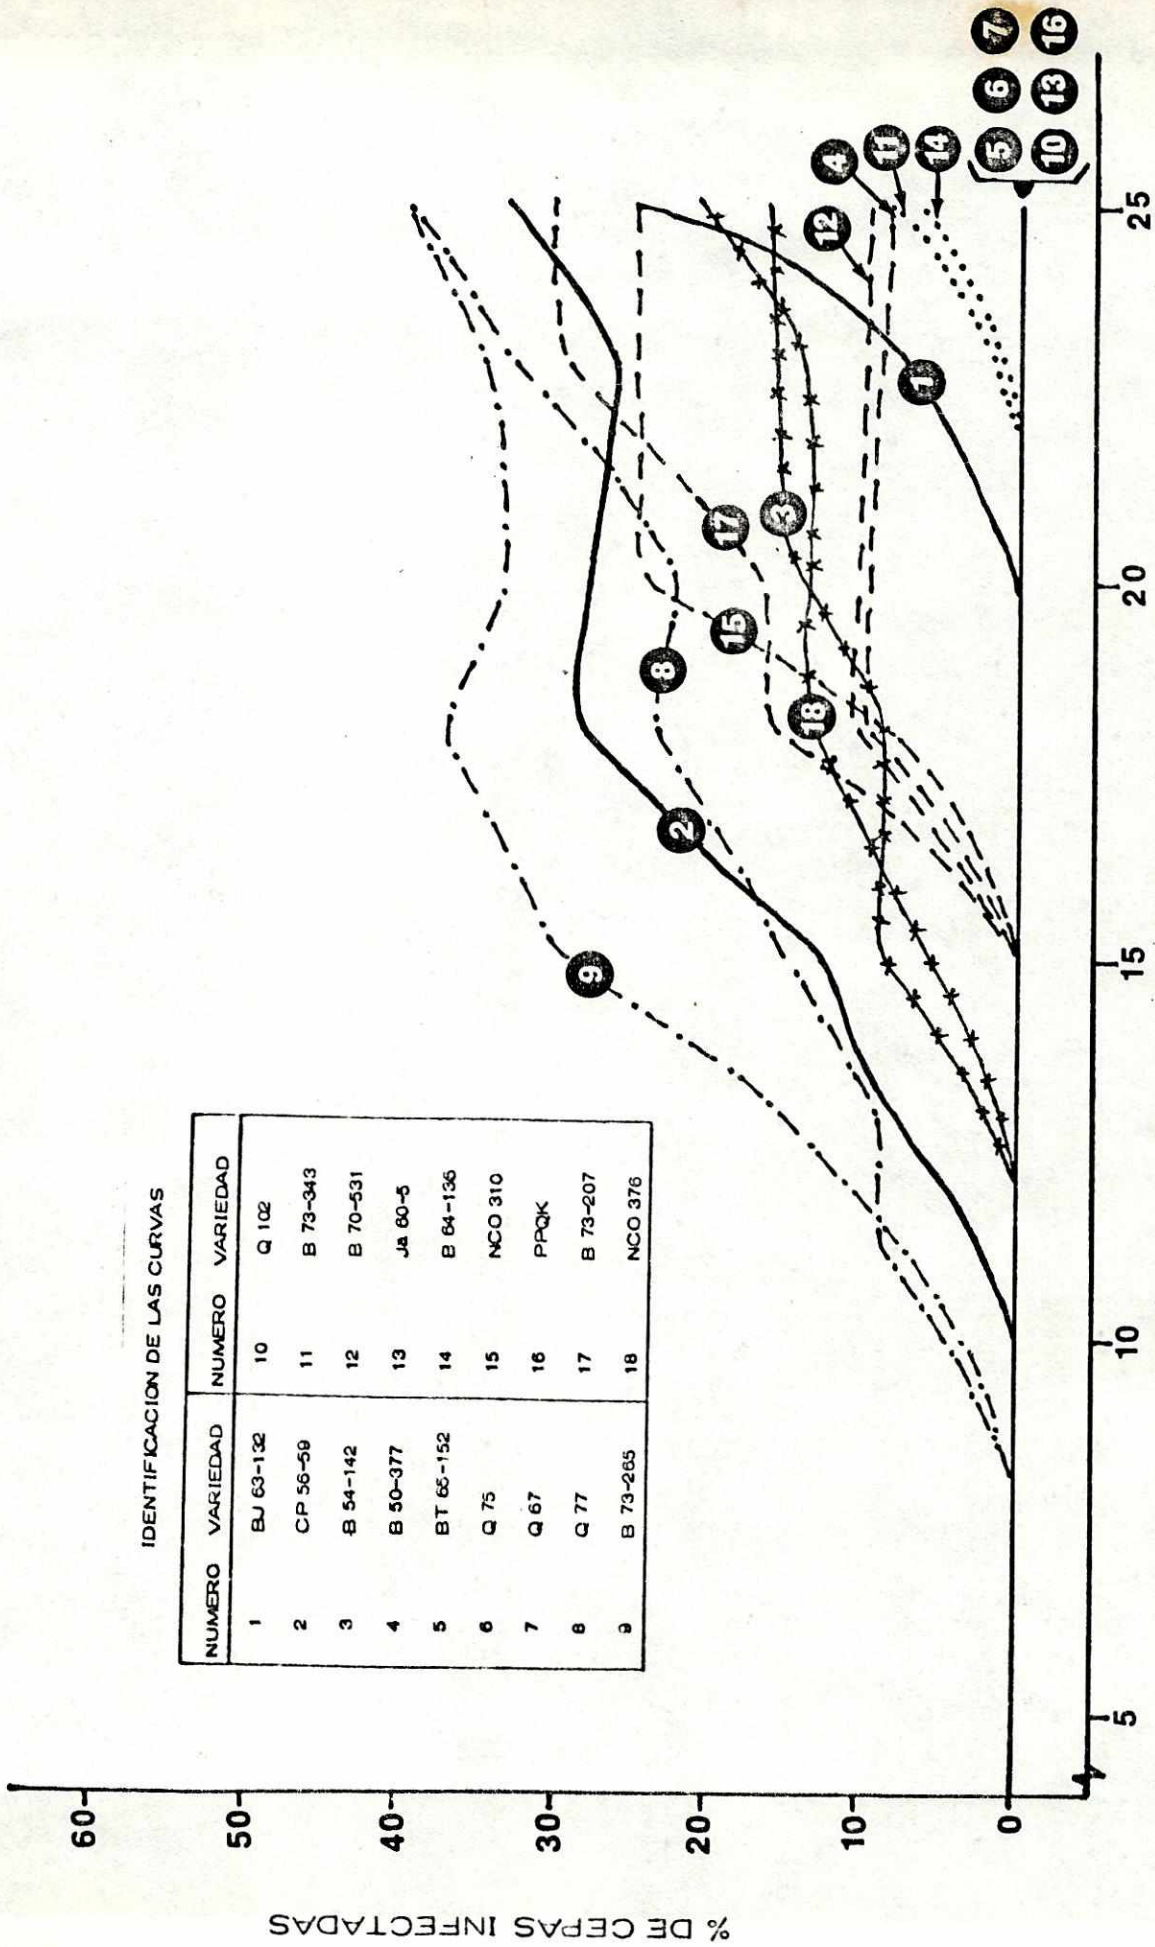 IDENTIFICACION DE LAS CURVAS
NUMERO VARIEDAD NUMERO VARIEDAD
1 BJ 63-132 10 Q 102
2 CP 56-59 11 B 73-343
3 B 54-142 12 B 70-531
4 B 50-377 13 Ja 60-5
5 BT 65-152 14 B 64-136
6 Q 75 15 NCO 310
7 Q 67 16 PPQK
8 Q 77 17 B 73-207
9 B 73-265 18 NCO 376
% DE CEPAS INFECTADAS
60
50
40
30
20
10
0
5
10
15
20
25
9
2
8
15
17
18
3
1
12
4
11
14
5 6 7
10 13 16